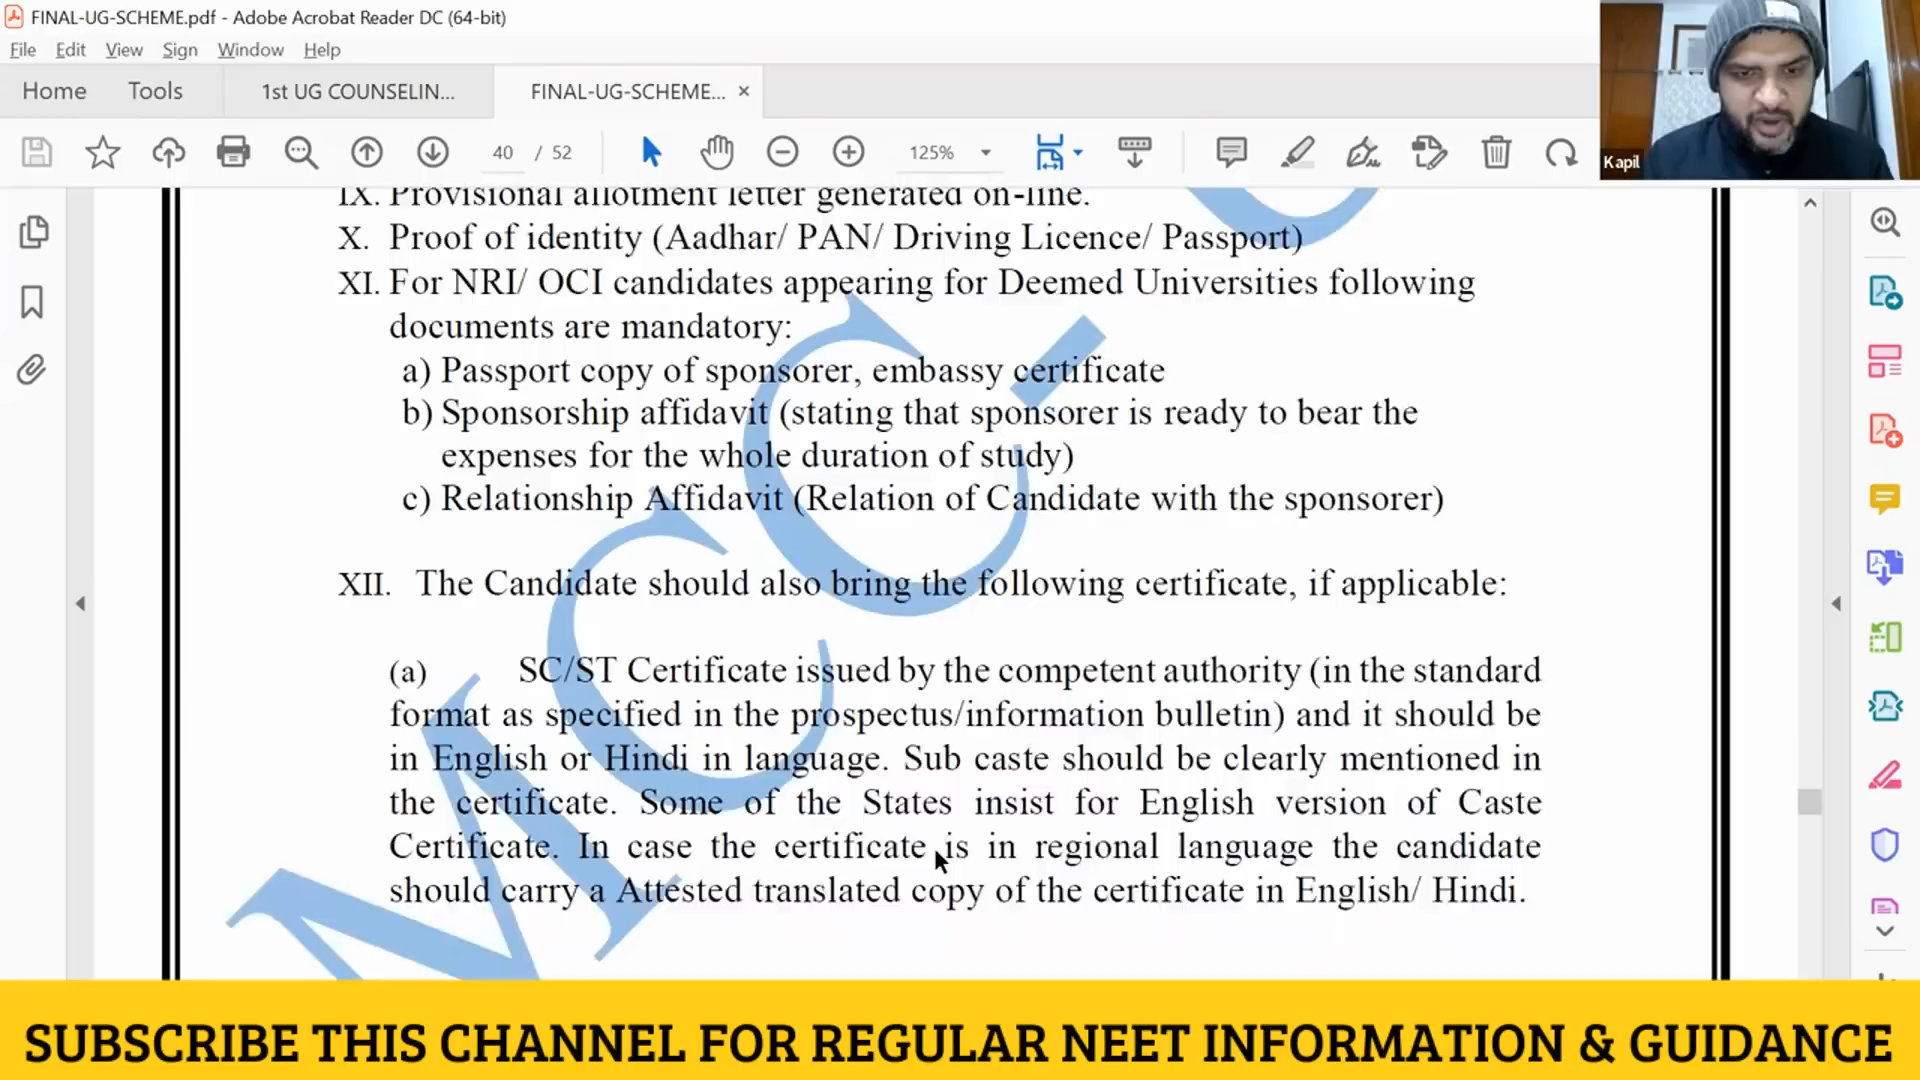 FINAL-UG-SCHEME.pdf - Adobe Acrobat Reader DC (64-bit)
File Edit View Sign Window Help
Home Tools 1st UG COUNSELIN... FINAL-UG-SCHEME... ×
40 / 52 125%
Kapil
IX. Provisional allotment letter generated on-line.
X. Proof of identity (Aadhar/ PAN/ Driving Licence/ Passport)
XI. For NRI/ OCI candidates appearing for Deemed Universities following
documents are mandatory:
a) Passport copy of sponsorer, embassy certificate
b) Sponsorship affidavit (stating that sponsorer is ready to bear the
expenses for the whole duration of study)
c) Relationship Affidavit (Relation of Candidate with the sponsorer)
XII. The Candidate should also bring the following certificate, if applicable:
(a) SC/ST Certificate issued by the competent authority (in the standard
format as specified in the prospectus/information bulletin) and it should be
in English or Hindi in language. Sub caste should be clearly mentioned in
the certificate. Some of the States insist for English version of Caste
Certificate. In case the certificate is in regional language the candidate
should carry a Attested translated copy of the certificate in English/ Hindi.
MCC-
SUBSCRIBE THIS CHANNEL FOR REGULAR NEET INFORMATION & GUIDANCE